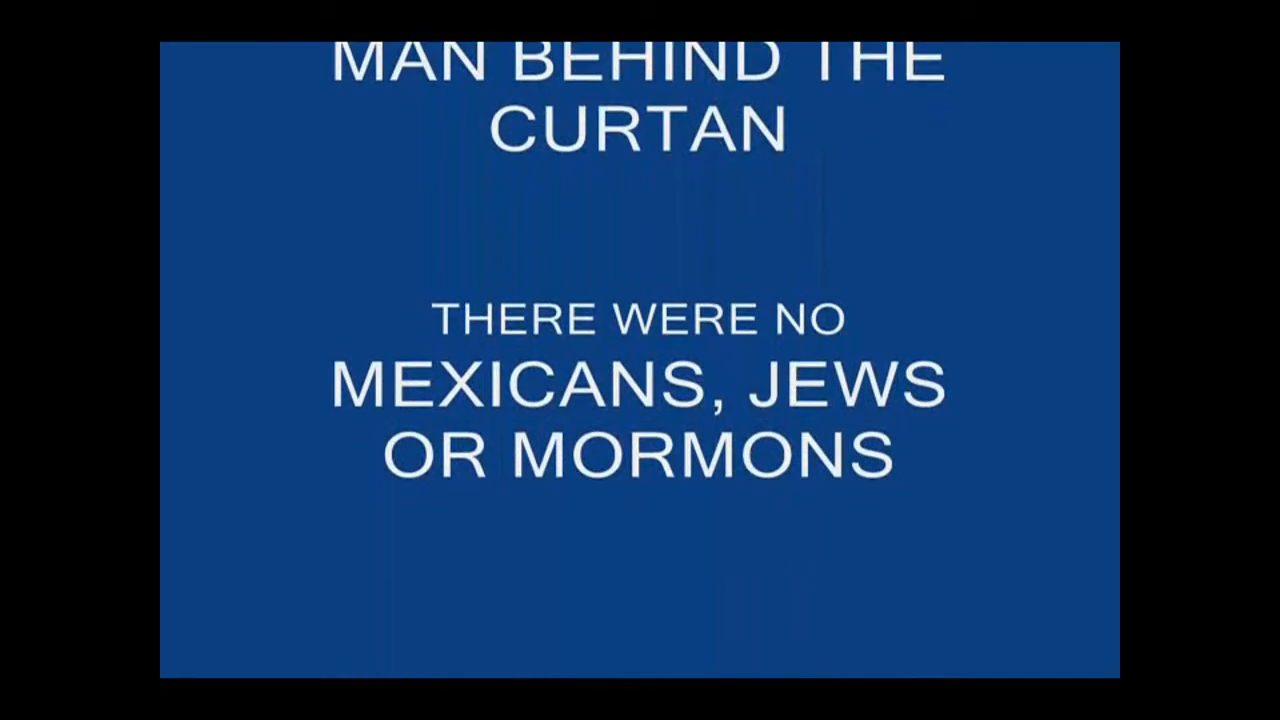 MAN BEHIND THE
CURTAN
THERE WERE NO
MEXICANS, JEWS
OR MORMONS